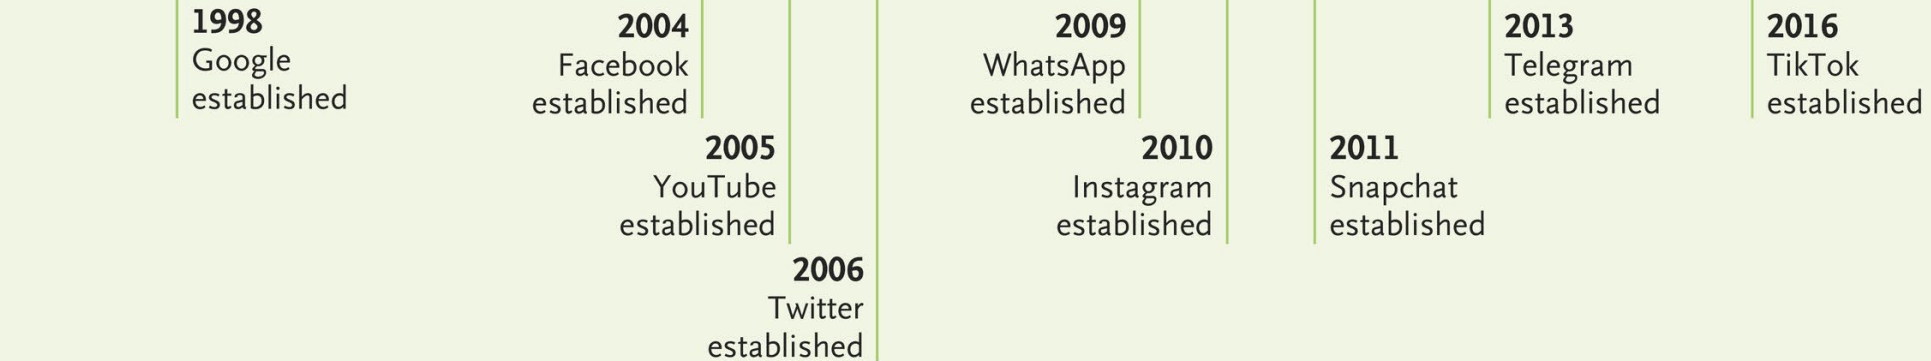 1998
Google
established
2004
Facebook
established
2005
YouTube
established
2006
Twitter
established
2009
WhatsApp
established
2010
Instagram
established
2011
Snapchat
established
2013
Telegram
established
2016
TikTok
established